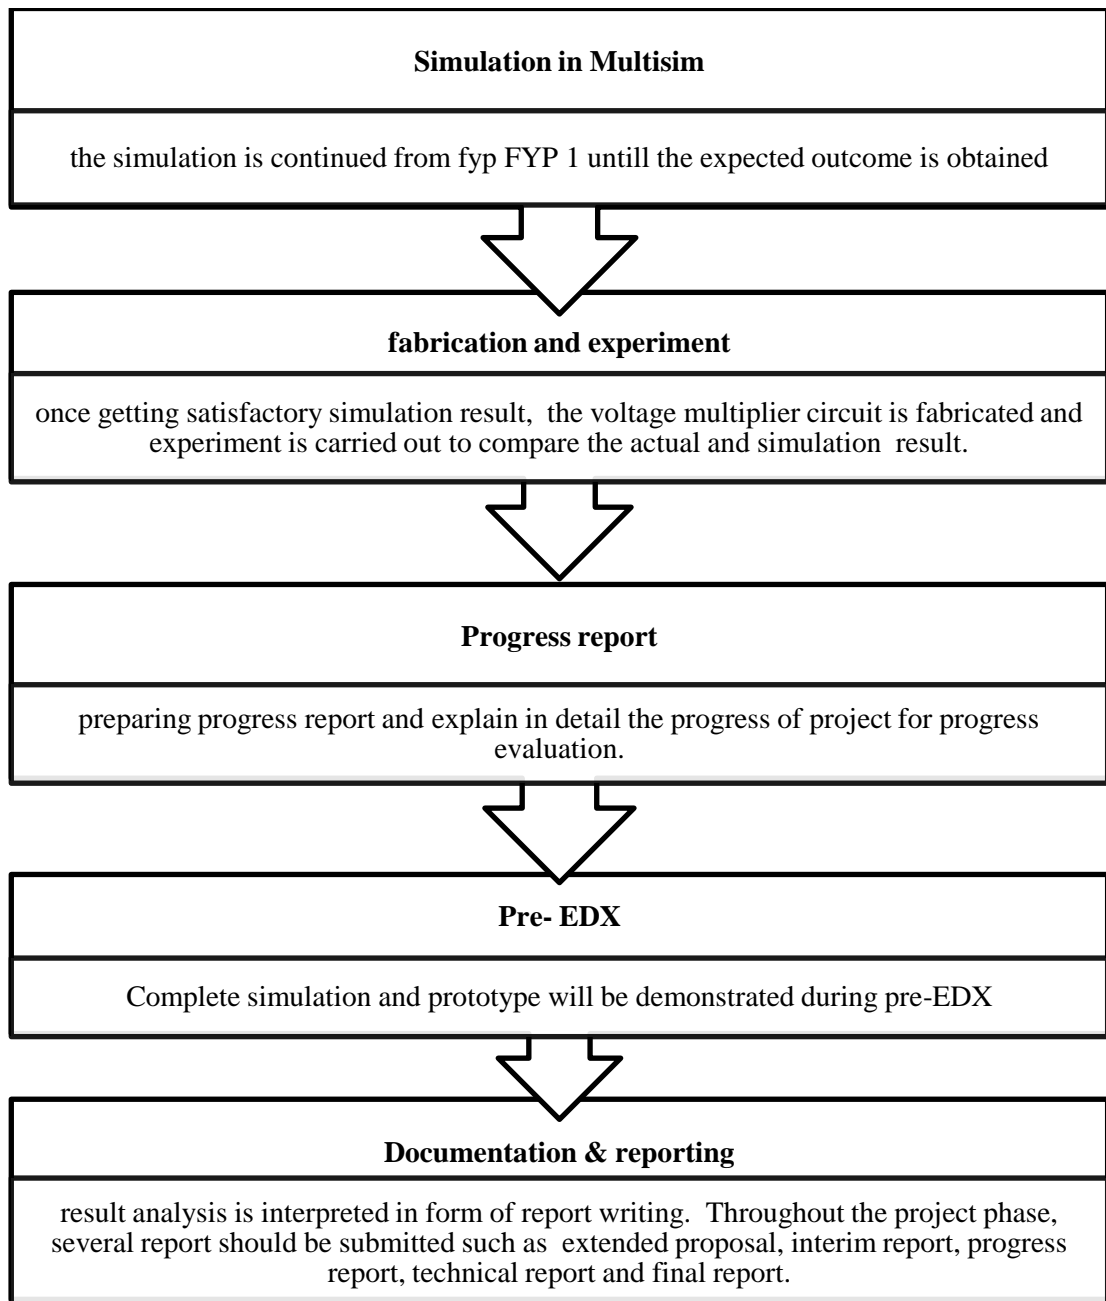 Simulation in Multisim
the simulation is continued from fyp FYP 1 untill the expected outcome is obtained
fabrication and experiment
once getting satisfactory simulation result, the voltage multiplier circuit is fabricated and
experiment is carried out to compare the actual and simulation result.
Progress report
preparing progress report and explain in detail the progress of project for progress
evaluation.
Pre- EDX
Complete simulation and prototype will be demonstrated during pre-EDX
Documentation & reporting
result analysis is interpreted in form of report writing. Throughout the project phase,
several report should be submitted such as extended proposal, interim report, progress
report, technical report and final report.